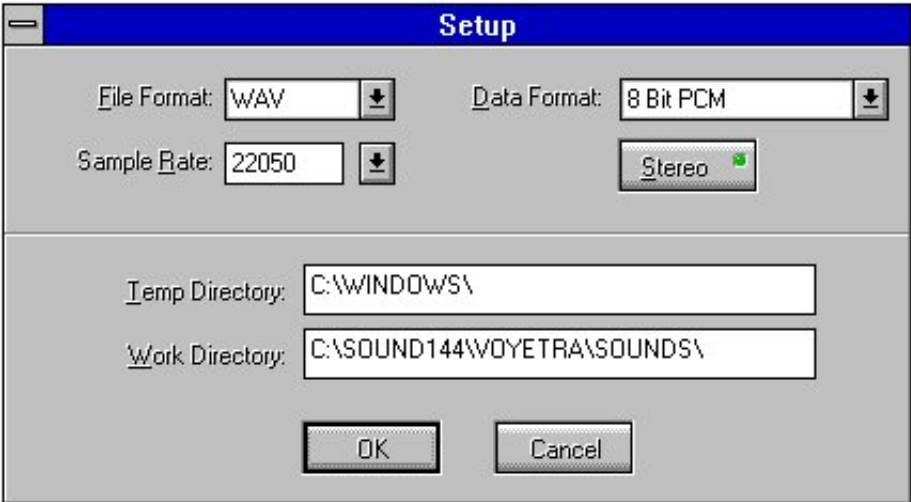 Setup
File Format: WAV Data Format: 8 Bit PCM
Sample Rate: 22050 Stereo
Temp Directory: C:\WINDOWS\
Work Directory: C:\SOUND144\VOYETRA\SOUNDS\
OK Cancel